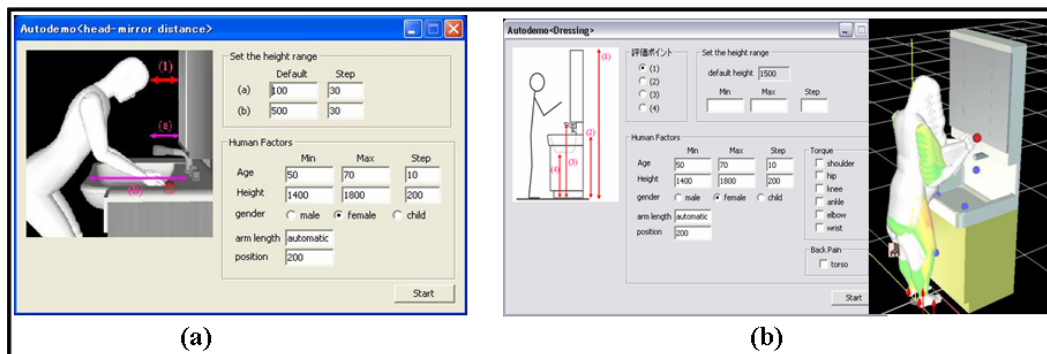 Autodemo<head-mirror distance>
(1)
(a)
(b)
Set the height range
Default Step
(a) 100 30
(b) 500 30
Human Factors
Min Max Step
Age 50 70 10
Height 1400 1800 200
gender male female child
arm length automatic
position 200
Start
(a)
Autodemo<Dressing>
(1)
(2)
(3)
(4)
評価ポイント
(1)
(2)
(3)
(4)
Set the height range
default height 1500
Min Max Step
Human Factors
Min Max Step
Age 50 70 10
Height 1400 1800 200
gender male female child
arm length automatic
position 200
Torque
shoulder
hip
knee
ankle
elbow
wrist
Back Pain
torso
Start
(b)